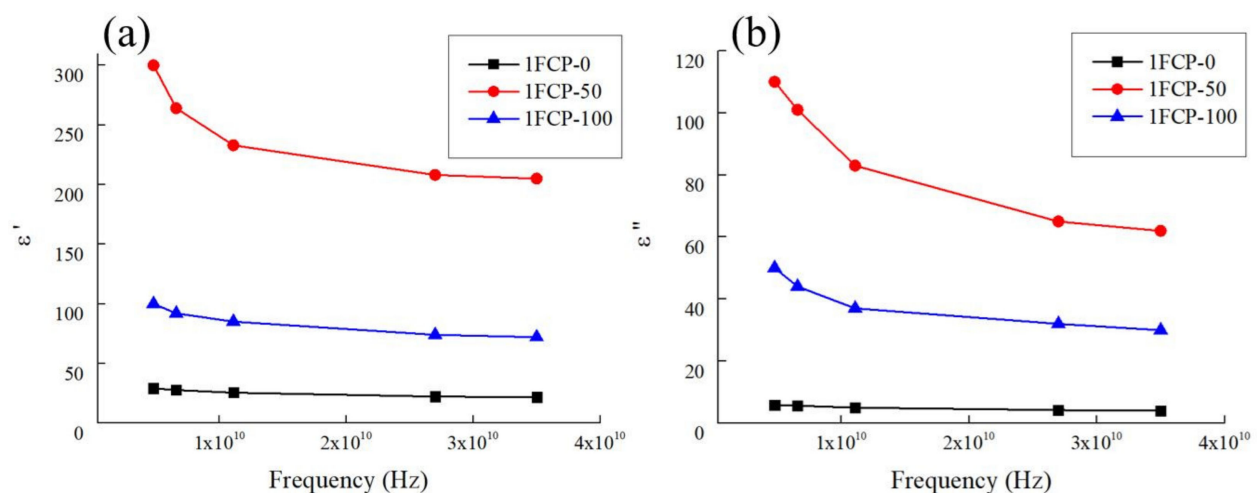 (a)
1FCP-0
1FCP-50
1FCP-100
300
250
200
150
100
50
0
ε'
1x10¹⁰
2x10¹⁰
3x10¹⁰
4x10¹⁰
Frequency (Hz)
(b)
1FCP-0
1FCP-50
1FCP-100
120
100
80
60
40
20
0
ε"
1x10¹⁰
2x10¹⁰
3x10¹⁰
4x10¹⁰
Frequency (Hz)